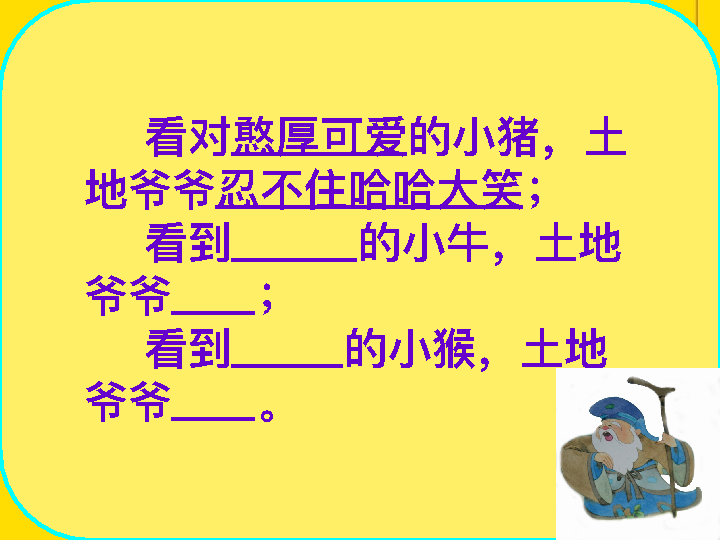 看对憨厚可爱的小猪，土
地爷爷忍不住哈哈大笑；
看到______的小牛，土地
爷爷____；
看到_____的小猴，土地
爷爷____。